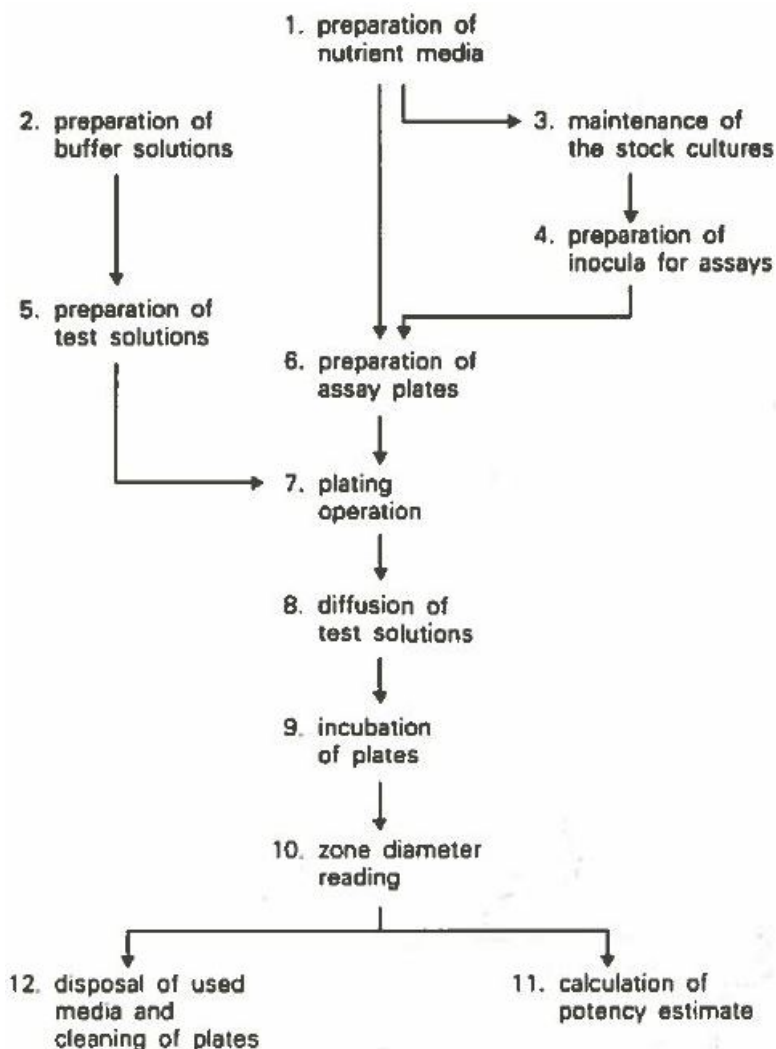 1. preparation of
nutrient media
2. preparation of
buffer solutions
3. maintenance of
the stock cultures
4. preparation of
inocula for assays
5. preparation of
test solutions
6. preparation of
assay plates
7. plating
operation
8. diffusion of
test solutions
9. incubation
of plates
10. zone diameter
reading
12. disposal of used
media and
cleaning of plates
11. calculation of
potency estimate